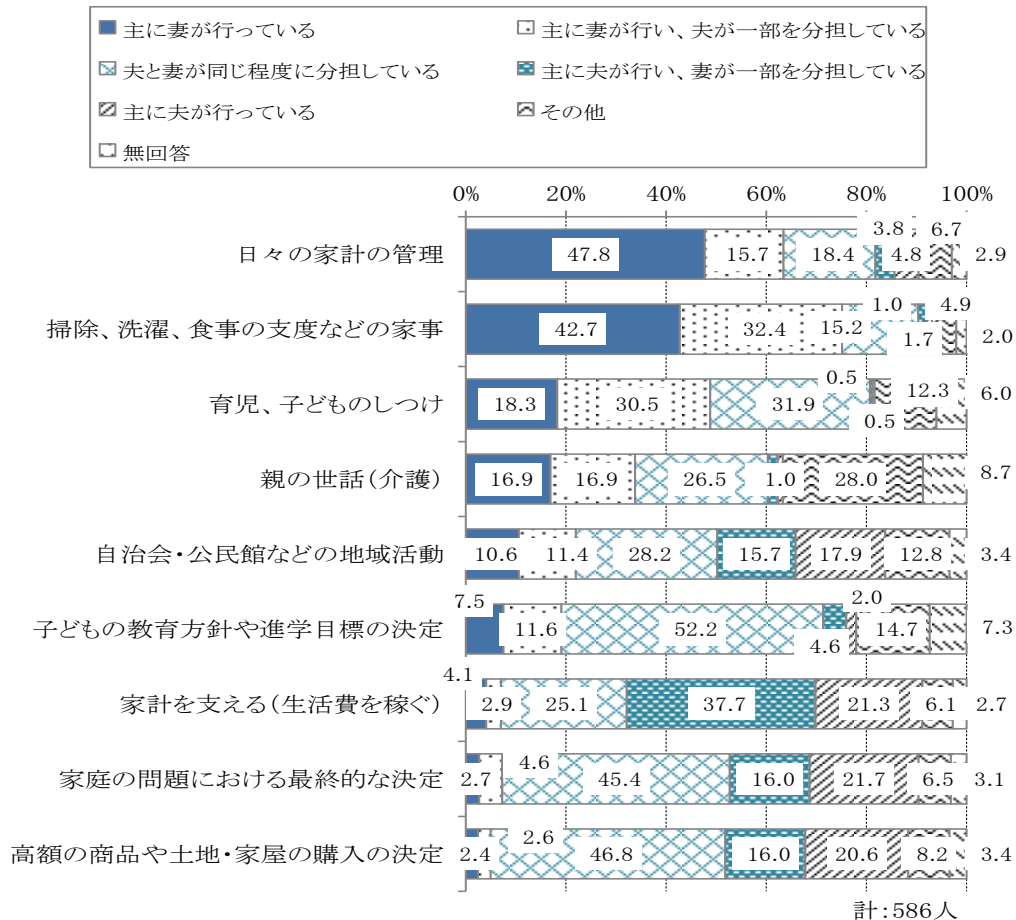 主に妻が行っている 主に妻が行い、夫が一部を分担している
夫と妻が同じ程度に分担している 主に夫が行い、妻が一部を分担している
主に夫が行っている その他
無回答
0% 20% 40% 60% 80% 100%
日々の家計の管理 47.8 15.7 18.4 3.8 4.8 6.7 2.9
掃除、洗濯、食事の支度などの家事 42.7 32.4 15.2 1.0 1.7 4.9 2.0
育児、子どものしつけ 18.3 30.5 31.9 0.5 0.5 12.3 6.0
親の世話(介護) 16.9 16.9 26.5 1.0 28.0 8.7
自治会・公民館などの地域活動 10.6 11.4 28.2 15.7 17.9 12.8 3.4
子どもの教育方針や進学目標の決定 7.5 11.6 52.2 4.6 2.0 14.7 7.3
家計を支える(生活費を稼ぐ) 4.1 2.9 25.1 37.7 21.3 6.1 2.7
家庭の問題における最終的な決定 2.7 4.6 45.4 16.0 21.7 6.5 3.1
高額の商品や土地・家屋の購入の決定 2.4 2.6 46.8 16.0 20.6 8.2 3.4
計:586人